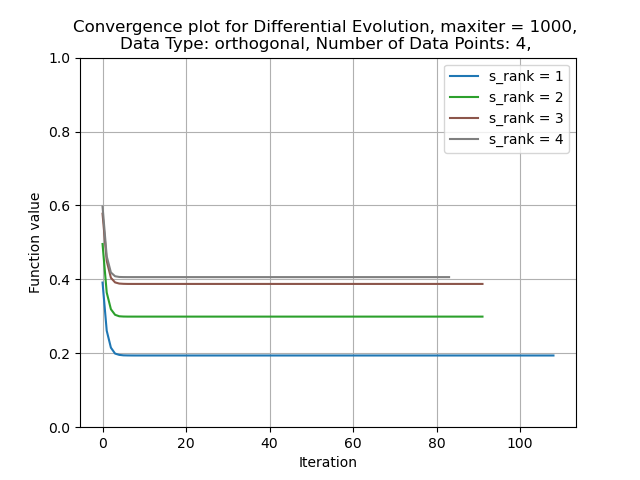 Convergence plot for Differential Evolution, maxiter = 1000,
Data Type: orthogonal, Number of Data Points: 4,
s_rank = 1
s_rank = 2
s_rank = 3
s_rank = 4
Function value
1.0
0.8
0.6
0.4
0.2
0.0
0 20 40 60 80 100
Iteration